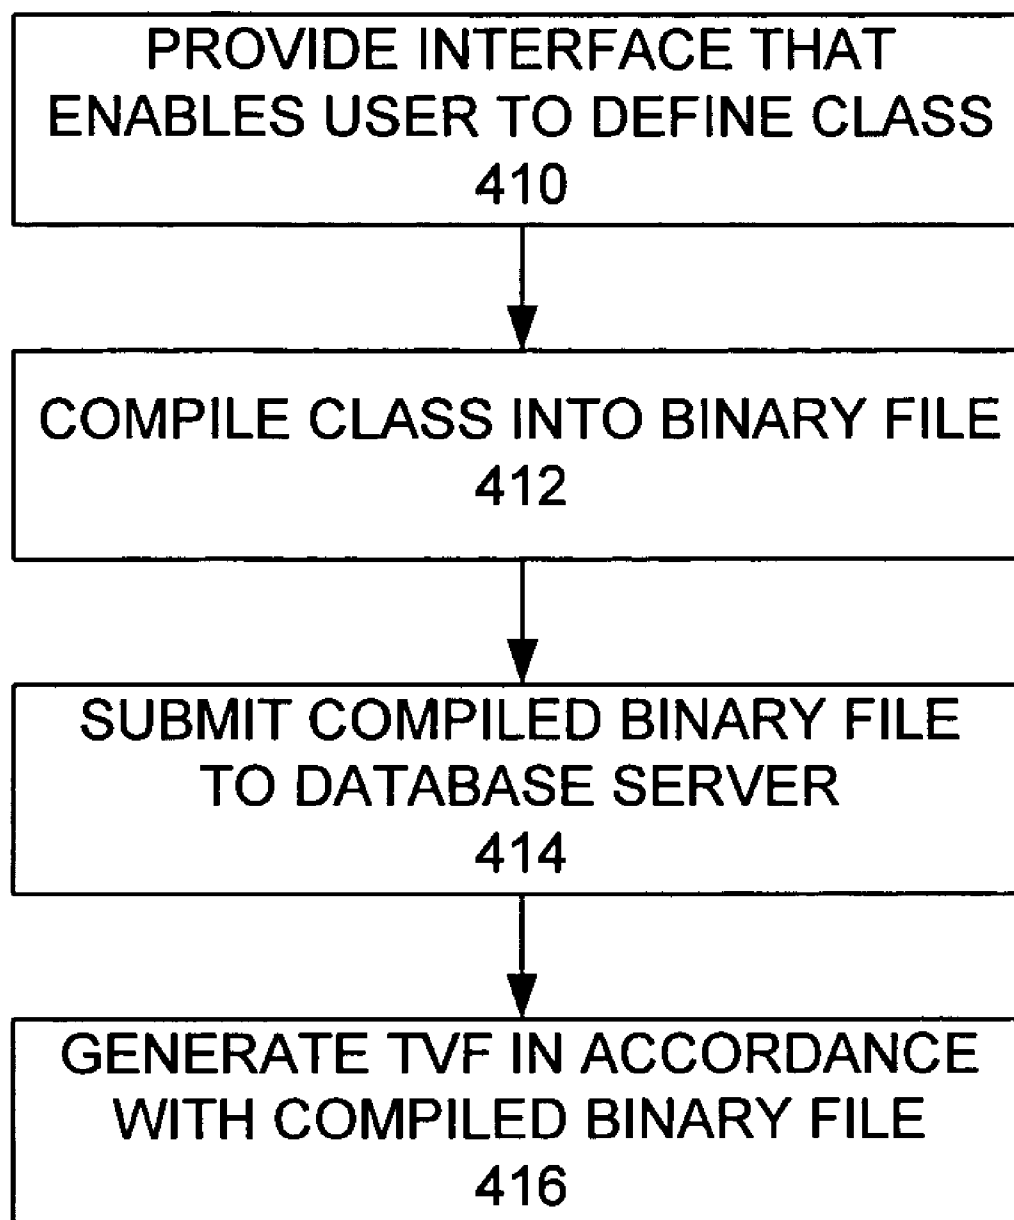 PROVIDE INTERFACE THAT
ENABLES USER TO DEFINE CLASS
410
COMPILE CLASS INTO BINARY FILE
412
SUBMIT COMPILED BINARY FILE
TO DATABASE SERVER
414
GENERATE TVF IN ACCORDANCE
WITH COMPILED BINARY FILE
416